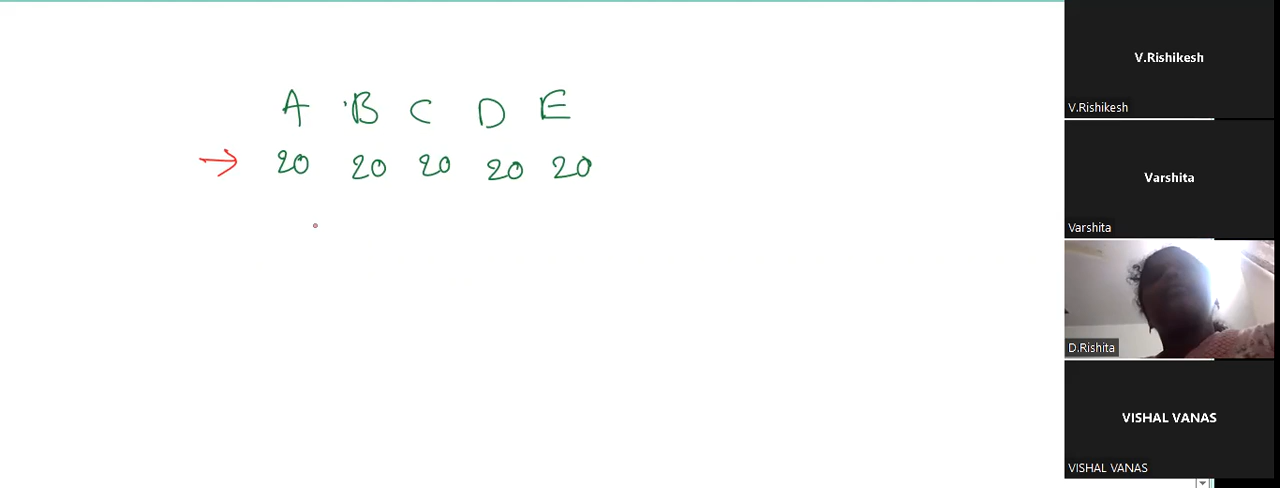 A B C D E
→ 20 20 20 20 20
V.Rishikesh
V.Rishikesh
Varshita
Varshita
D.Rishita
VISHAL VANAS
VISHAL VANAS